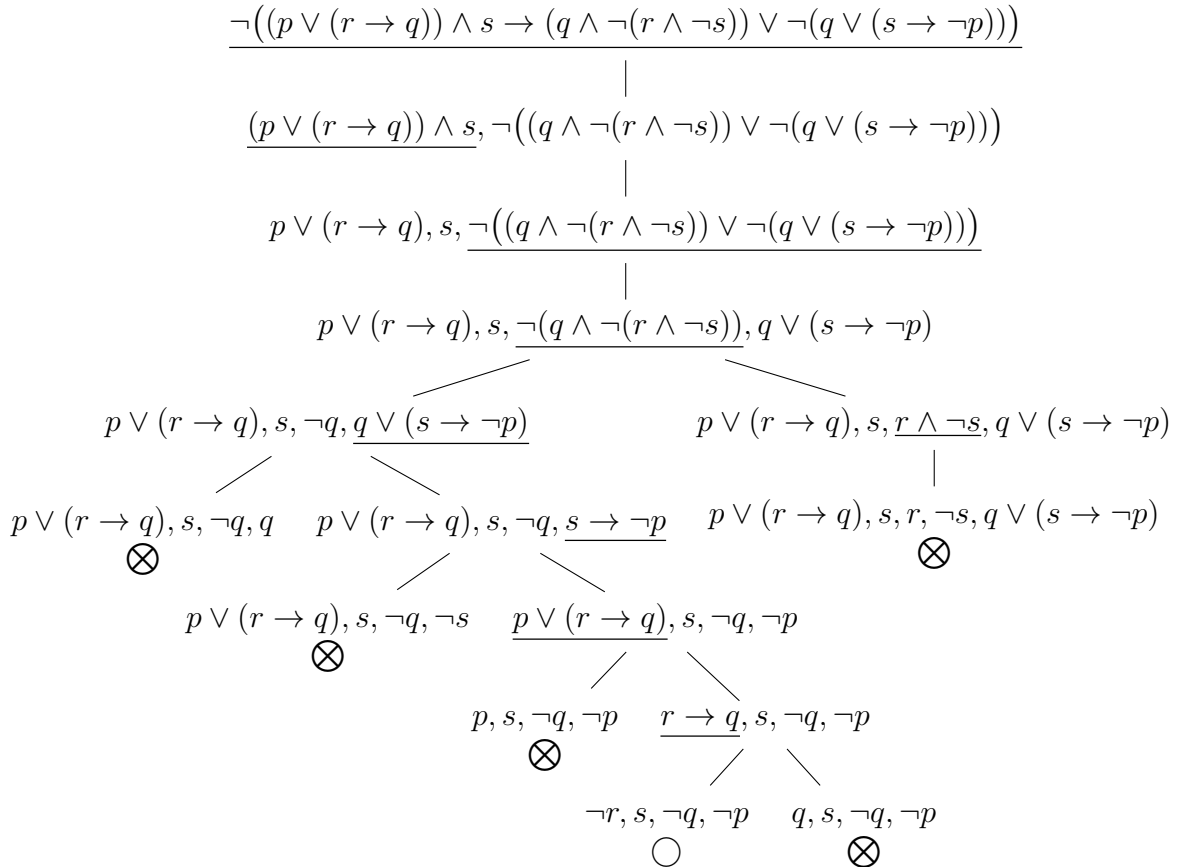 ¬((p ∨ (r → q)) ∧ s → (q ∧ ¬(r ∧ ¬s)) ∨ ¬(q ∨ (s → ¬p)))
(p ∨ (r → q)) ∧ s, ¬((q ∧ ¬(r ∧ ¬s)) ∨ ¬(q ∨ (s → ¬p)))
p ∨ (r → q), s, ¬((q ∧ ¬(r ∧ ¬s)) ∨ ¬(q ∨ (s → ¬p)))
p ∨ (r → q), s, ¬(q ∧ ¬(r ∧ ¬s)), q ∨ (s → ¬p)
p ∨ (r → q), s, ¬q, q ∨ (s → ¬p) p ∨ (r → q), s, r ∧ ¬s, q ∨ (s → ¬p)
p ∨ (r → q), s, ¬q, q p ∨ (r → q), s, ¬q, s → ¬p p ∨ (r → q), s, r, ¬s, q ∨ (s → ¬p)
⊗ ⊗
p ∨ (r → q), s, ¬q, ¬s p ∨ (r → q), s, ¬q, ¬p
⊗
p, s, ¬q, ¬p r → q, s, ¬q, ¬p
⊗
¬r, s, ¬q, ¬p q, s, ¬q, ¬p
○ ⊗